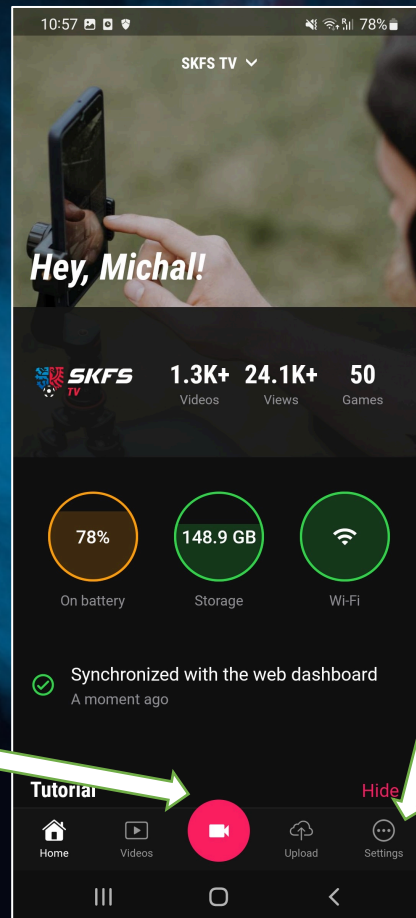 10:57 78%
SKFS TV
Hey, Michal!
SKFS
TV
1.3K+ 24.1K+ 50
Videos Views Games
78% 148.9 GB
On battery Storage Wi-Fi
Synchronized with the web dashboard
A moment ago
Tutorial Hide
Home Videos Upload Settings